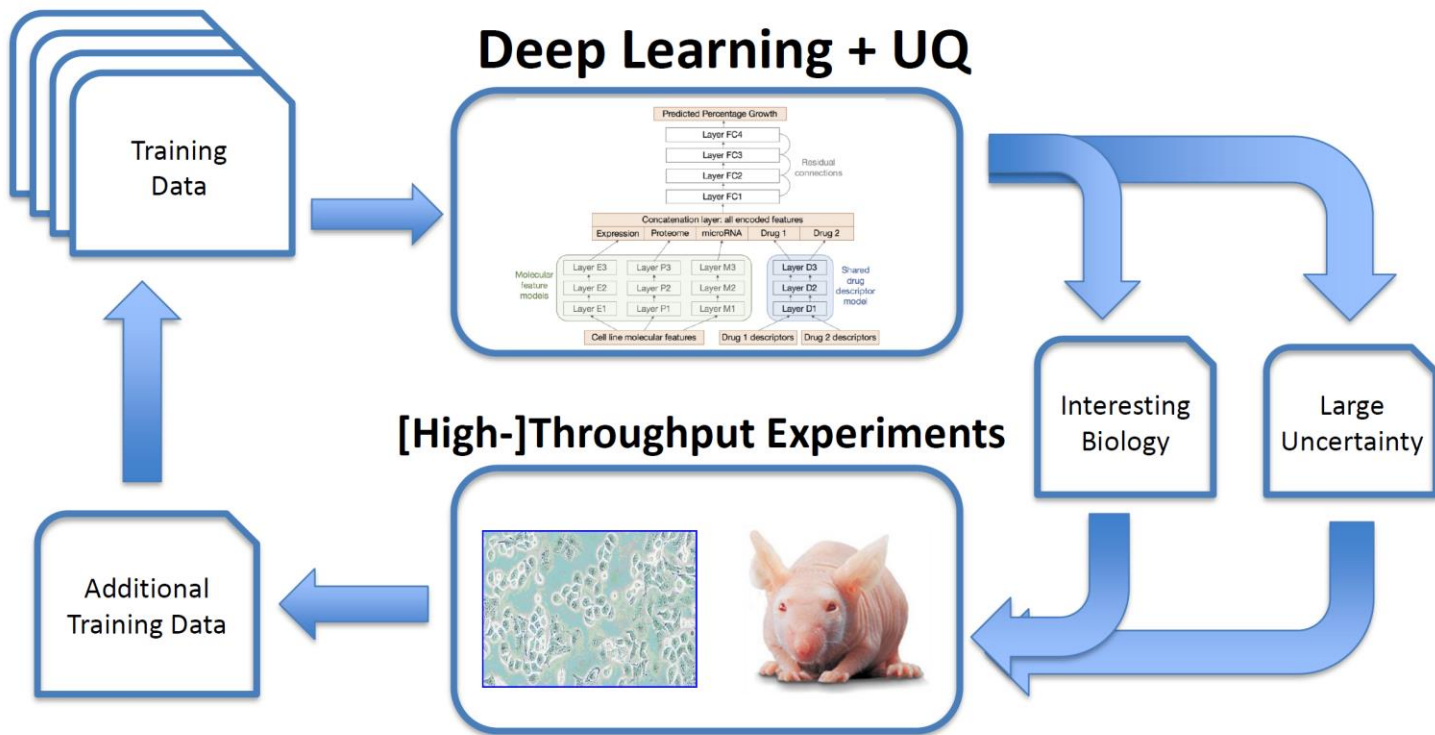 Deep Learning + UQ
Training
Data
Predicted Percentage Growth
Layer FC4
Layer FC3
Layer FC2
Layer FC1
Residual
connections
Concatenation layer: all encoded features
Expression Proteome microRNA Drug 1 Drug 2
Molecular
feature
models
Layer E3 Layer P3 Layer M3 Layer D3
Layer E2 Layer P2 Layer M2 Layer D2
Layer E1 Layer P1 Layer M1 Layer D1
Shared
drug
descriptor
model
Cell line molecular features Drug 1 descriptors Drug 2 descriptors
Interesting
Biology
Large
Uncertainty
[High-]Throughput Experiments
Additional
Training Data